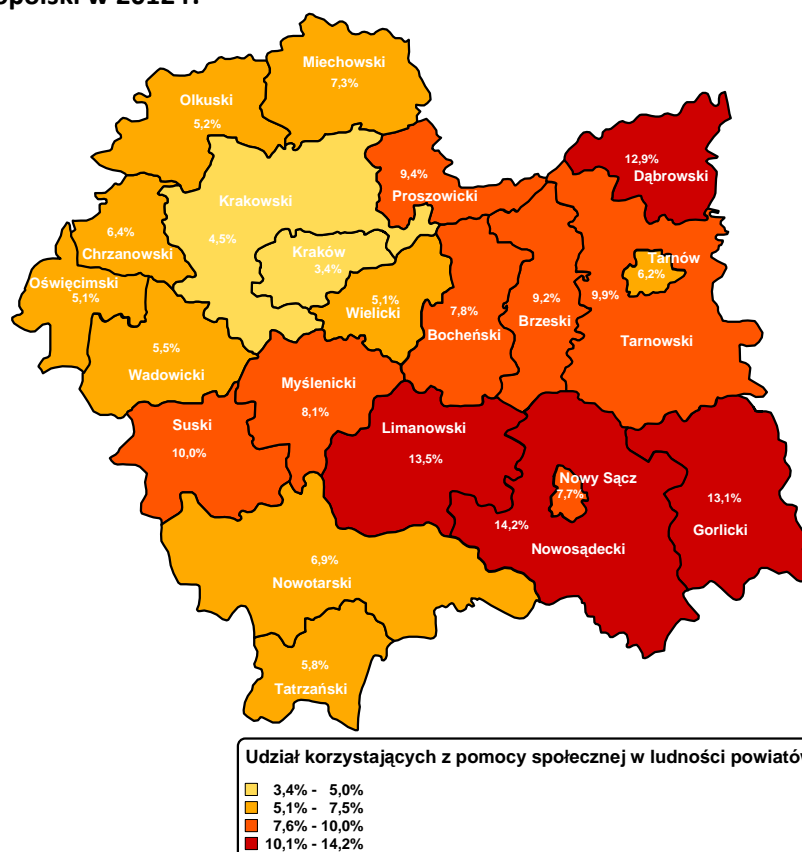 w 2012 r.
Miechowski
7,3%
Olkuski
5,2%
12,9%
Dąbrowski
9,4%
Proszowicki
Krakowski
4,5%
6,4%
Chrzanowski
Kraków
3,4%
Tarnów
6,2%
Oświęcimski
5,1%
5,1%
Wielicki
7,8%
Bocheński
9,2%
Brzeski
9,9%
Tarnowski
5,5%
Wadowicki
Myślenicki
8,1%
Suski
10,0%
Limanowski
13,5%
Nowy Sącz
7,7%
14,2%
Nowosądecki
13,1%
Gorlicki
6,9%
Nowotarski
5,8%
Tatrzański
Udział korzystających z pomocy społecznej w ludności powiatów
3,4% - 5,0%
5,1% - 7,5%
7,6% - 10,0%
10,1% - 14,2%